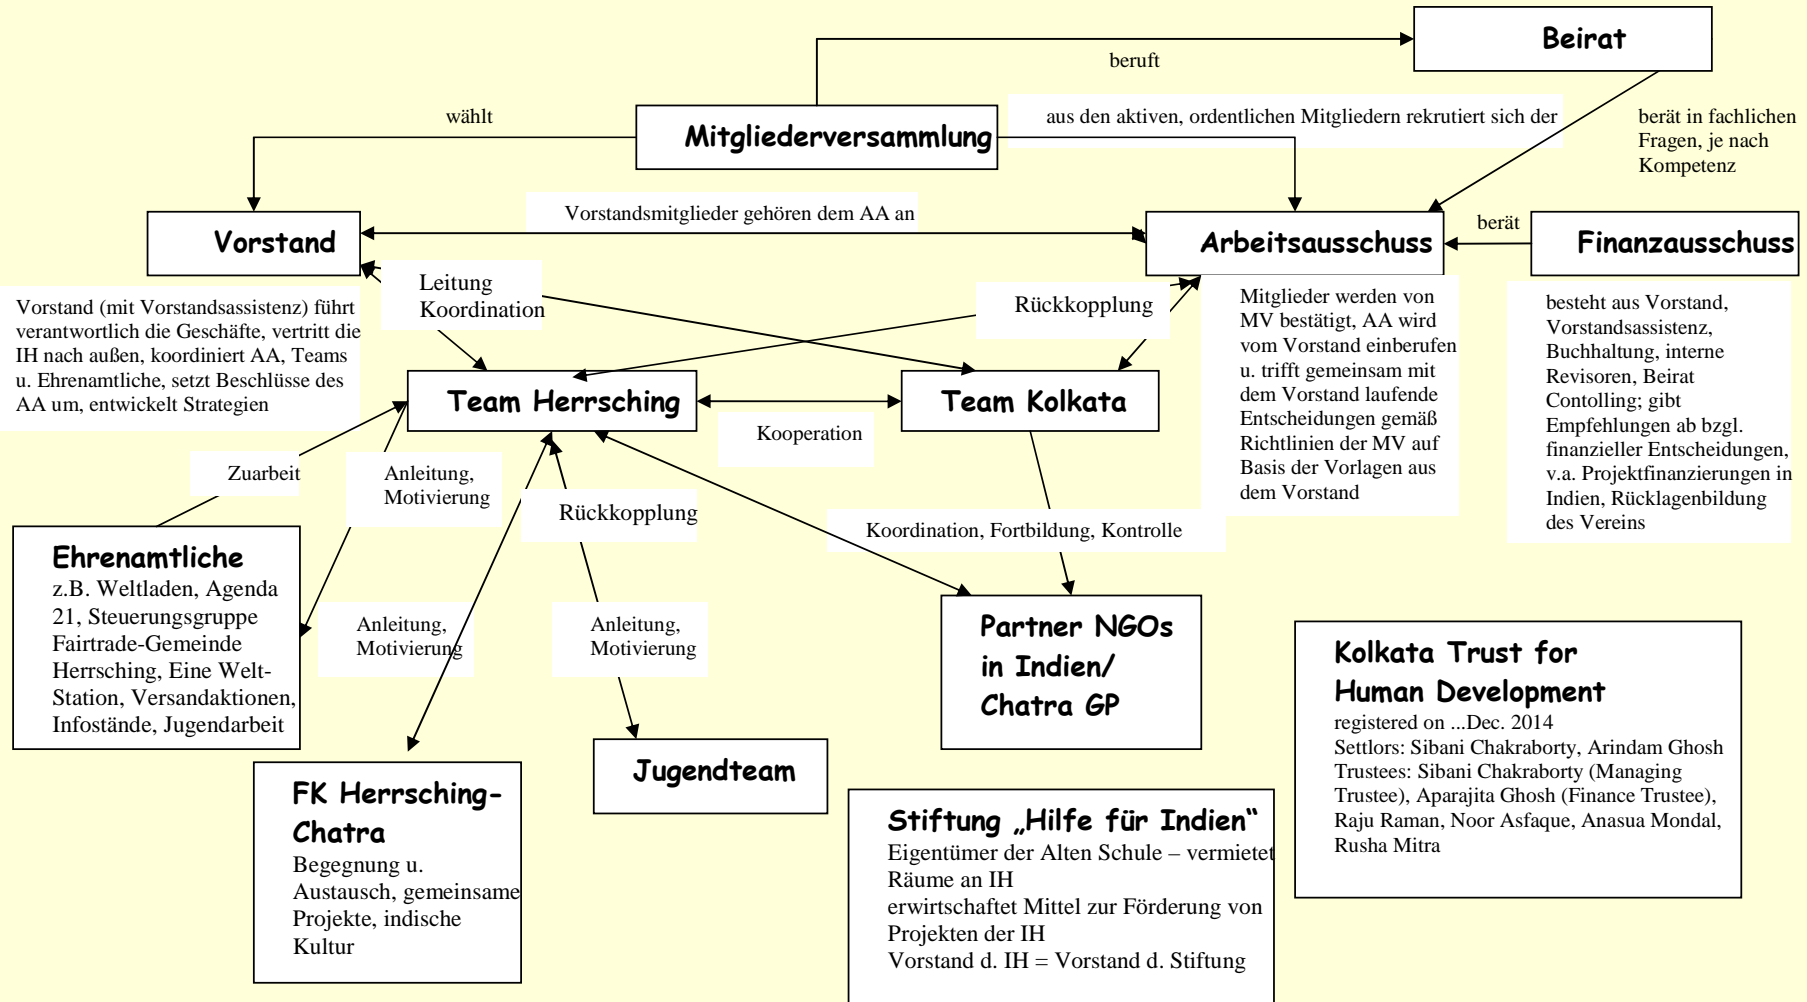 Beirat
beruft
wählt
Mitgliederversammlung
aus den aktiven, ordentlichen Mitgliedern rekrutiert sich der
berät in fachlichen
Fragen, je nach
Kompetenz
Vorstandsmitglieder gehören dem AA an
Vorstand
Arbeitsausschuss
berät
Finanzausschuss
Leitung
Koordination
Rückkopplung
Vorstand (mit Vorstandsassistenz) führt
verantwortlich die Geschäfte, vertritt die
IH nach außen, koordiniert AA, Teams
u. Ehrenamtliche, setzt Beschlüsse des
AA um, entwickelt Strategien
Mitglieder werden von
MV bestätigt, AA wird
vom Vorstand einberufen
u. trifft gemeinsam mit
dem Vorstand laufende
Entscheidungen gemäß
Richtlinien der MV auf
Basis der Vorlagen aus
dem Vorstand
besteht aus Vorstand,
Vorstandsassistenz,
Buchhaltung, interne
Revisoren, Beirat
Contolling; gibt
Empfehlungen ab bzgl.
finanzieller Entscheidungen,
v.a. Projektfinanzierungen in
Indien, Rücklagenbildung
des Vereins
Team Herrsching
Team Kolkata
Kooperation
Zuarbeit
Anleitung,
Motivierung
Rückkopplung
Koordination, Fortbildung, Kontrolle
Ehrenamtliche
z.B. Weltladen, Agenda
21, Steuerungsgruppe
Fairtrade-Gemeinde
Herrsching, Eine Welt-
Station, Versandaktionen,
Infostände, Jugendarbeit
Anleitung,
Motivierung
Anleitung,
Motivierung
Partner NGOs
in Indien/
Chatra GP
Kolkata Trust for
Human Development
registered on ...Dec. 2014
Settlors: Sibani Chakraborty, Arindam Ghosh
Trustees: Sibani Chakraborty (Managing
Trustee), Aparajita Ghosh (Finance Trustee),
Raju Raman, Noor Asfaque, Anasua Mondal,
Rusha Mitra
Jugendteam
FK Herrsching-
Chatra
Begegnung u.
Austausch, gemeinsame
Projekte, indische
Kultur
Stiftung „Hilfe für Indien“
Eigentümer der Alten Schule – vermietet
Räume an IH
erwirtschaftet Mittel zur Förderung von
Projekten der IH
Vorstand d. IH = Vorstand d. Stiftung